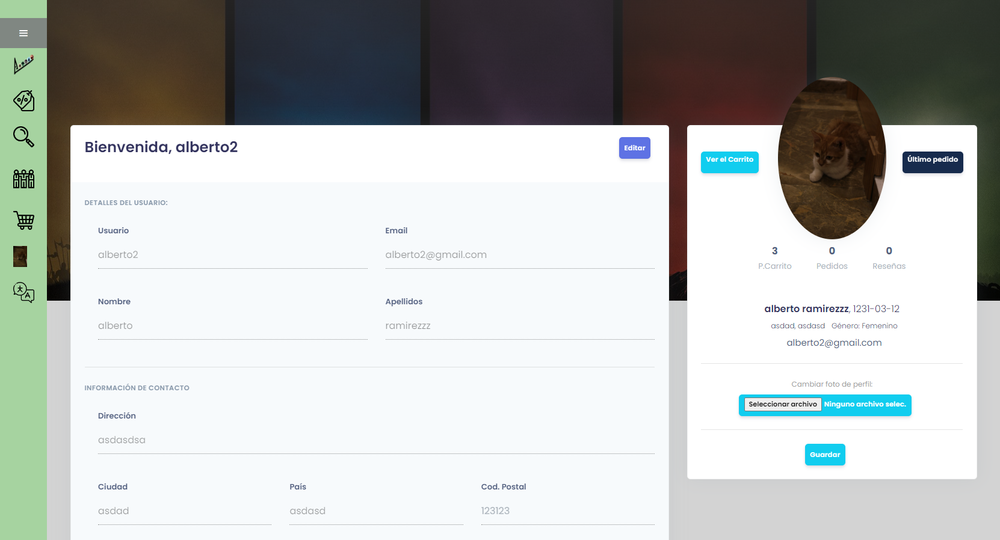 Bienvenida, alberto2
Editar
DETALLES DEL USUARIO:
Usuario
Email
alberto2
alberto2@gmail.com
Nombre
Apellidos
alberto
ramirezzz
INFORMACIÓN DE CONTACTO
Dirección
asdasdsa
Ciudad
País
Cod. Postal
asdad
asdasd
123123
Ver el Carrito
Último pedido
3
0
0
P.Carrito
Pedidos
Reseñas
alberto ramirezzz, 1231-03-12
asdad, asdasd Género: Femenino
alberto2@gmail.com
Cambiar foto de perfil:
Seleccionar archivo Ninguno archivo selec.
Guardar